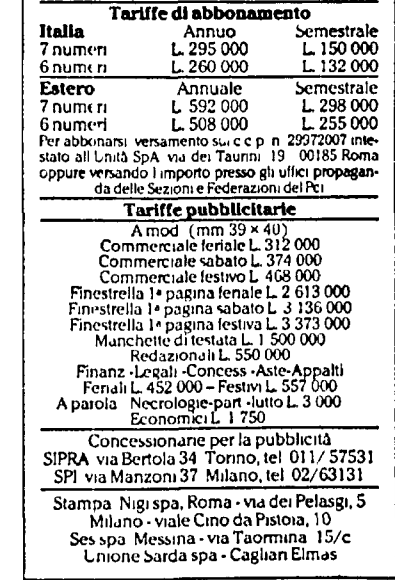 Tariffe di abbonamento
Italia Annuo Semestrale
7 numeri L. 295 000 L. 150 000
6 numeri L. 260 000 L. 132 000
Estero Annuale Semestrale
7 numeri L. 592 000 L. 298 000
6 numeri L. 508 000 L. 255 000
Per abbonarsi versamento sul c c p n 29972007 inte-
stato all Unità SpA via dei Taurini 19 00185 Roma
oppure versando l importo presso gli uffici propagan-
da delle Sezioni e Federazioni del Pci
Tariffe pubblicitarie
A mod (mm 39 × 40)
Commerciale feriale L. 312 000
Commerciale sabato L. 374 000
Commerciale festivo L. 468 000
Finestrella 1ª pagina feriale L 2 613 000
Finestrella 1ª pagina sabato L 3 136 000
Finestrella 1ª pagina festiva L 3 373 000
Manchette di testata L 1 500 000
Redazionali L. 550 000
Finanz -Legali -Concess -Aste-Appalti
Feriali L. 452 000 – Festivi L. 557 000
A parola Necrologie-part -lutto L. 3 000
Economici L 1 750
Concessionarie per la pubblicità
SIPRA via Bertola 34 Torino, tel 011/ 57531
SPI via Manzoni 37 Milano, tel 02/63131
Stampa Nigi spa, Roma - via dei Pelasgi, 5
Milano - viale Cino da Pistoia, 10
Ses spa Messina - via Taormina 15/c
Unione Sarda spa - Cagliari Elmas